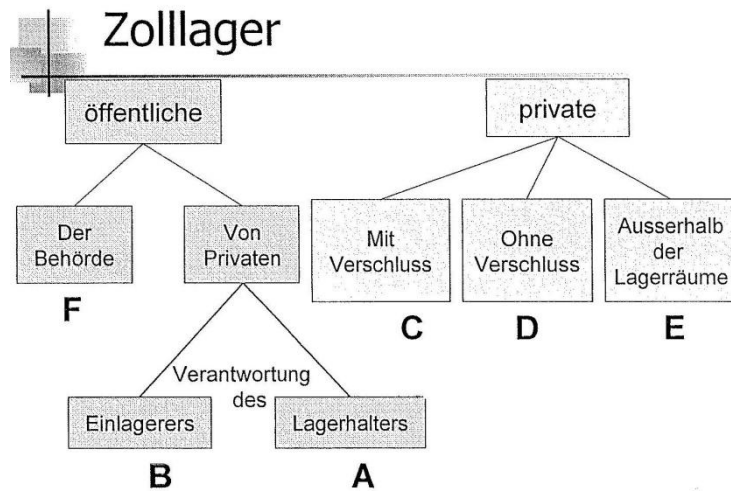 Zolllager
öffentliche
private
Der
Behörde
Von
Privaten
Mit
Verschluss
Ohne
Verschluss
Ausserhalb
der
Lagerräume
F
C
D
E
Verantwortung
des
Einlagerers
Lagerhalters
B
A